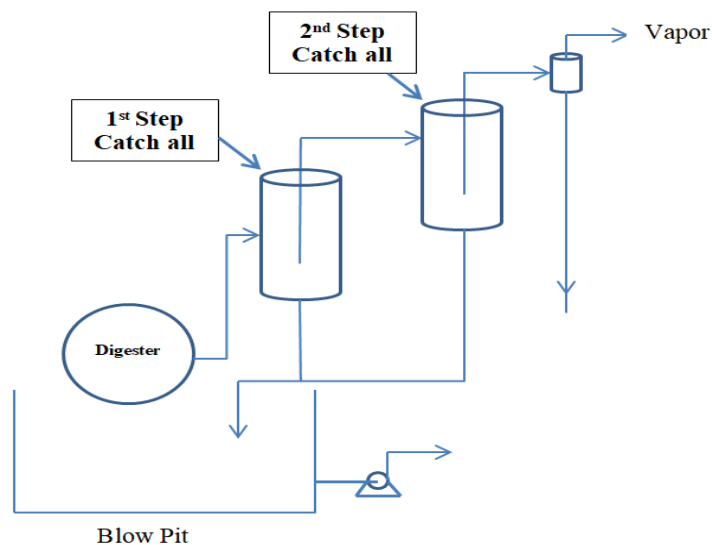 2nd Step
Catch all
Vapor
1st Step
Catch all
Digester
Blow Pit